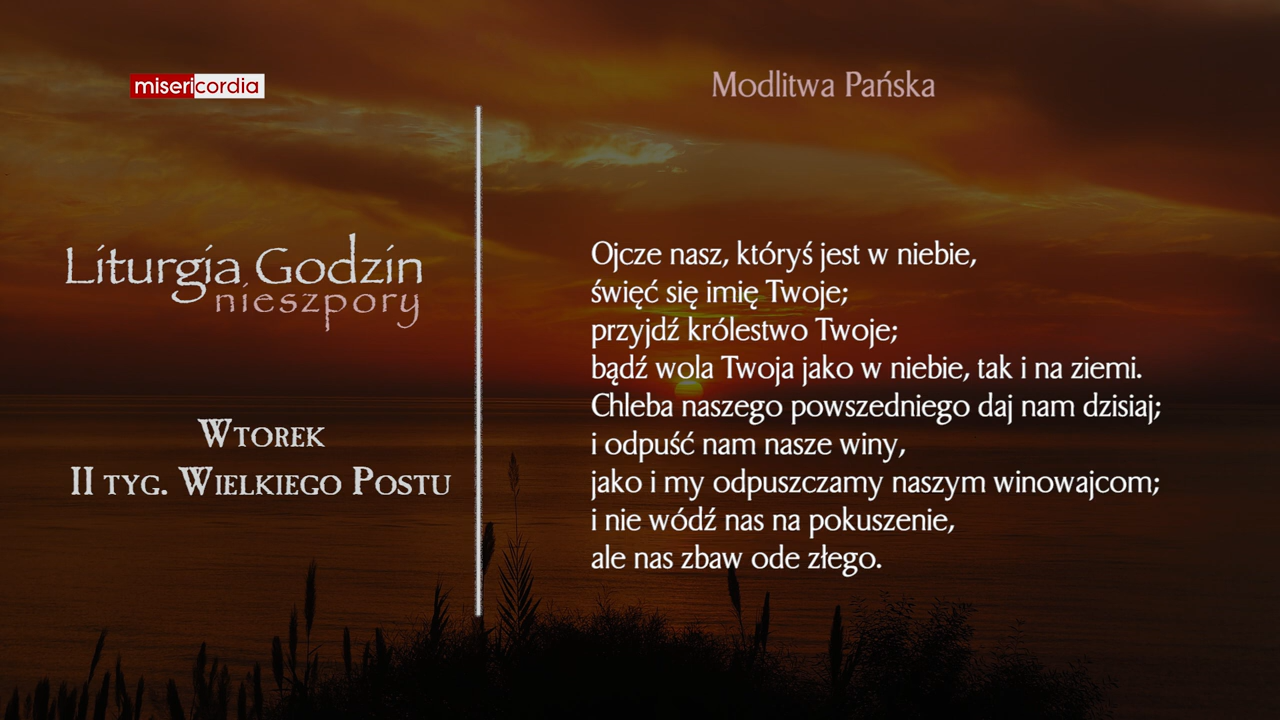 misericordia
Liturgia Godzin
nieszpory
Wtorek
II tyg. Wielkiego Postu
Modlitwa Pańska
Ojcze nasz, któryś jest w niebie,
święć się imię Twoje;
przyjdź królestwo Twoje;
bądź wola Twoja jako w niebie, tak i na ziemi.
Chleba naszego powszedniego daj nam dzisiaj;
i odpuść nam nasze winy,
jako i my odpuszczamy naszym winowajcom;
i nie wódź nas na pokuszenie,
ale nas zbaw ode złego.